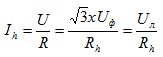 I_h = U/R = √3xU_ф/R_h = U_л/R_h